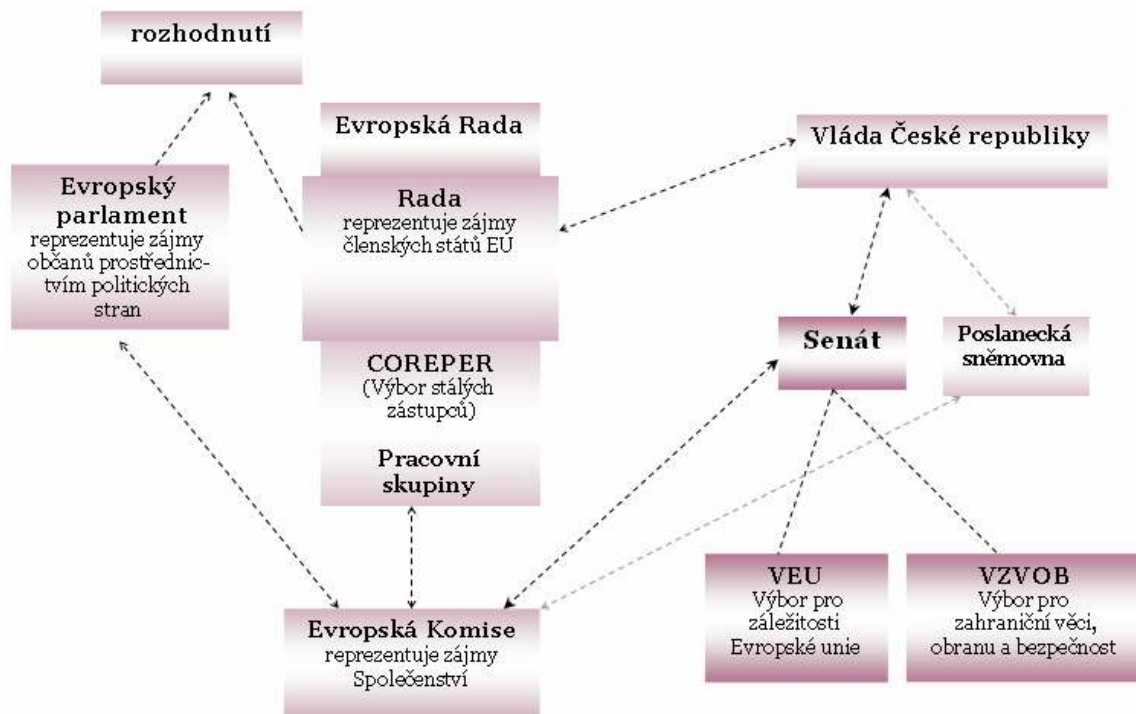 rozhodnutí
Evropská Rada
Vláda České republiky
Evropský
parlament
reprezentuje zájmy
občanů prostřednic-
tvím politických
stran
Rada
reprezentuje zájmy
členských států EU
Senát
Poslanecká
sněmovna
COREPER
(Výbor stálých
zástupců)
Pracovní
skupiny
VEU
Výbor pro
záležitosti
Evropské unie
VZVOB
Výbor pro
zahraniční věci,
obranu a bezpečnost
Evropská Komise
reprezentuje zájmy
Společenství